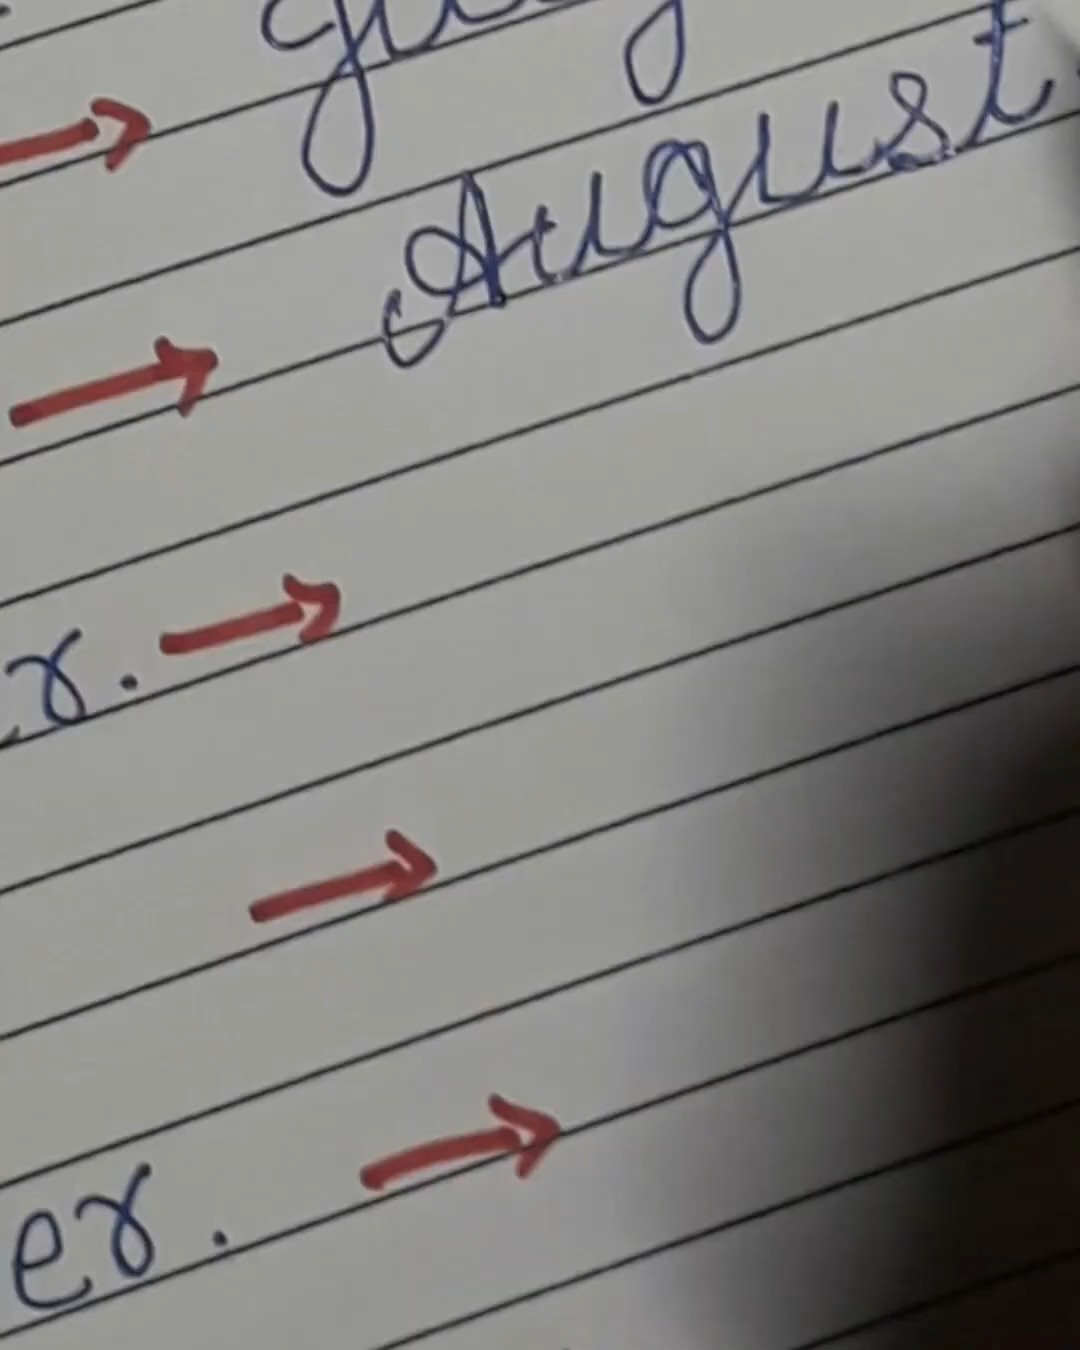 →
→ August
r. →
→
er. →